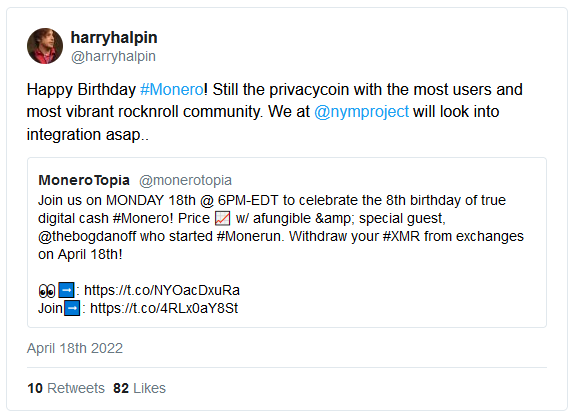 harryhalpin
@harryhalpin
Happy Birthday #Monero! Still the privacycoin with the most users and
most vibrant rocknroll community. We at @nymproject will look into
integration asap..
MoneroTopia @monerotopia
Join us on MONDAY 18th @ 6PM-EDT to celebrate the 8th birthday of true
digital cash #Monero! Price 📈 w/ afungible &amp; special guest,
@thebogdanoff who started #Monerun. Withdraw your #XMR from exchanges
on April 18th!
👀➡️: https://t.co/NYOacDxuRa
Join➡️: https://t.co/4RLx0aY8St
April 18th 2022
10 Retweets 82 Likes